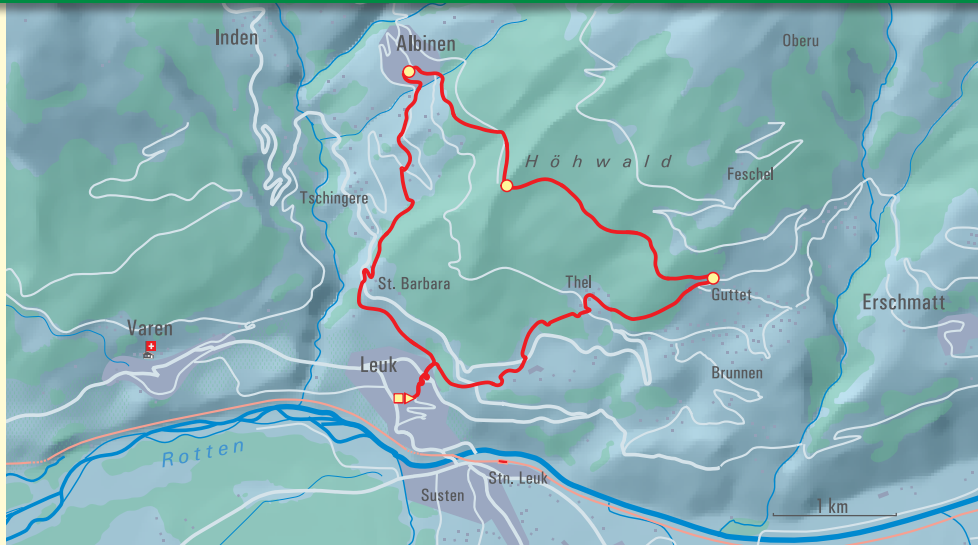 Inden
Albinen
Oberu
Höhwald
Feschel
Tschingere
St. Barbara
Thel
Guttet
Erschmatt
Varen
Leuk
Brunnen
Rotten
Stn. Leuk
Susten
1 km